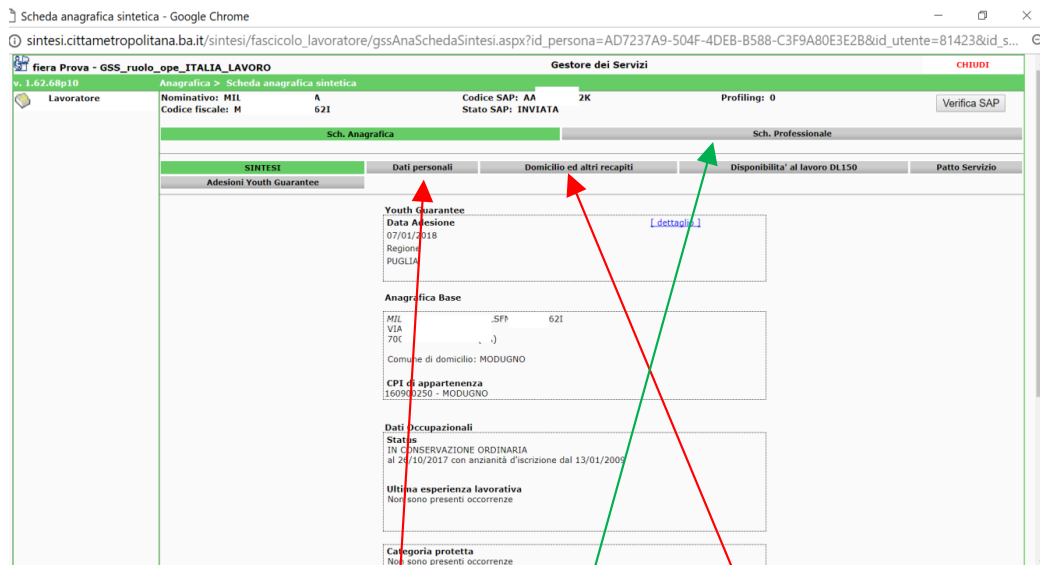 Scheda anagrafica sintetica - Google Chrome
sintesi.cittametropolitana.ba.it/sintesi/fascicolo_lavoratore/gssAnaSchedaSintesi.aspx?id_persona=AD7237A9-504F-4DEB-B588-C3F9A80E3E2B&id_utente=81423&id_s...
fiera Prova - GSS_ruolo_ope_ITALIA_LAVORO Gestore dei Servizi CHIUDI
v. 1.62.68p10 Anagrafica > Scheda anagrafica sintetica
Lavoratore Nominativo: MIL A Codice SAP: AA 2K Profiling: 0 Verifica SAP
Codice fiscale: M 62I Stato SAP: INVIATA
Sch. Anagrafica Sch. Professionale
SINTESI Dati personali Domicilio ed altri recapiti Disponibilita' al lavoro DL150 Patto Servizio
Adesioni Youth Guarantee
Youth Guarantee
Data Adesione [ dettaglio ]
07/01/2018
Regione
PUGLIA
Anagrafica Base
MIL 62I
VIA
70
Comune di domicilio: MODUGNO
CPI di appartenenza
160900250 - MODUGNO
Dati Occupazionali
Status
IN CONSERVAZIONE ORDINARIA
al 26/10/2017 con anzianità d'iscrizione dal 13/01/2009
Ultima esperienza lavorativa
Non sono presenti occorrenze
Categoria protetta
Non sono presenti occorrenze